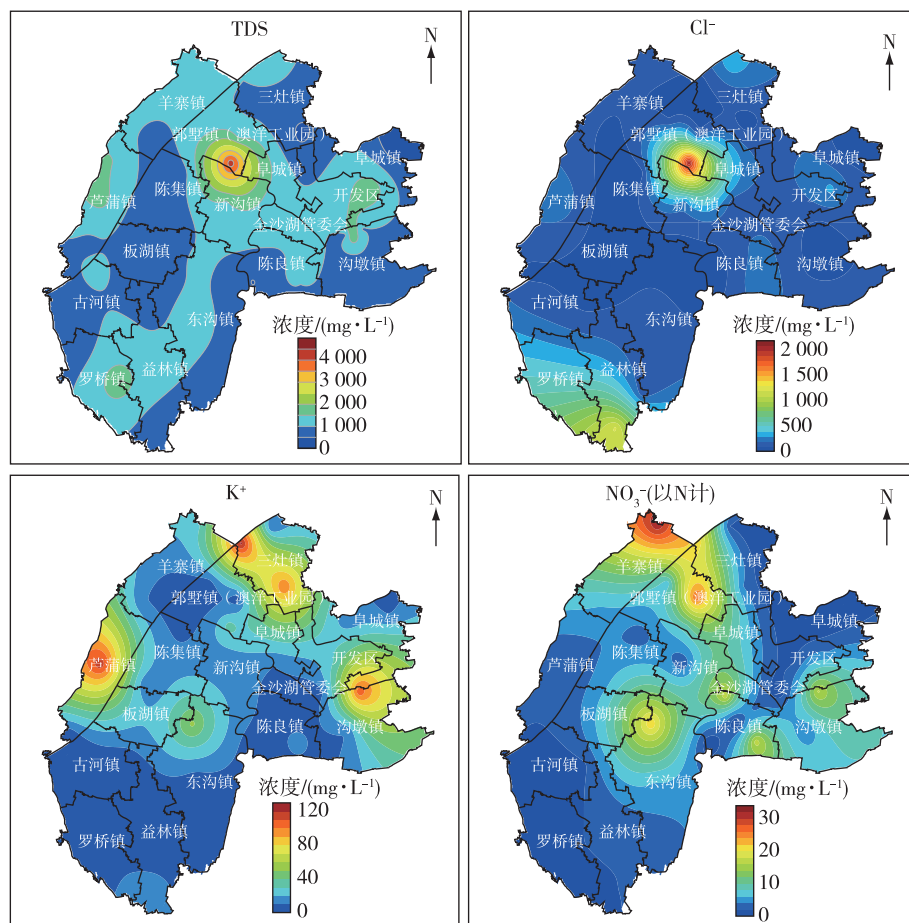 TDS
N
羊寨镇
三灶镇
郭墅镇(澳洋工业园)
阜城镇
阜城镇
陈集镇
芦蒲镇
新沟镇
开发区
金沙湖管委会
板湖镇
陈良镇
沟墩镇
古河镇
东沟镇
益林镇
罗桥镇
浓度/(mg·L⁻¹)
4 000
3 000
2 000
1 000
0
Cl⁻
N
羊寨镇
三灶镇
郭墅镇(澳洋工业园)
阜城镇
阜城镇
陈集镇
芦蒲镇
新沟镇
开发区
金沙湖管委会
板湖镇
陈良镇
沟墩镇
古河镇
东沟镇
益林镇
罗桥镇
浓度/(mg·L⁻¹)
2 000
1 500
1 000
500
0
K⁺
N
羊寨镇
三灶镇
郭墅镇(澳洋工业园)
阜城镇
阜城镇
陈集镇
芦蒲镇
新沟镇
开发区
金沙湖管委会
板湖镇
陈良镇
沟墩镇
古河镇
东沟镇
益林镇
罗桥镇
浓度/(mg·L⁻¹)
120
80
40
0
NO₃⁻(以N计)
N
羊寨镇
三灶镇
郭墅镇(澳洋工业园)
阜城镇
阜城镇
陈集镇
芦蒲镇
新沟镇
开发区
金沙湖管委会
板湖镇
陈良镇
沟墩镇
古河镇
东沟镇
益林镇
罗桥镇
浓度/(mg·L⁻¹)
30
20
10
0